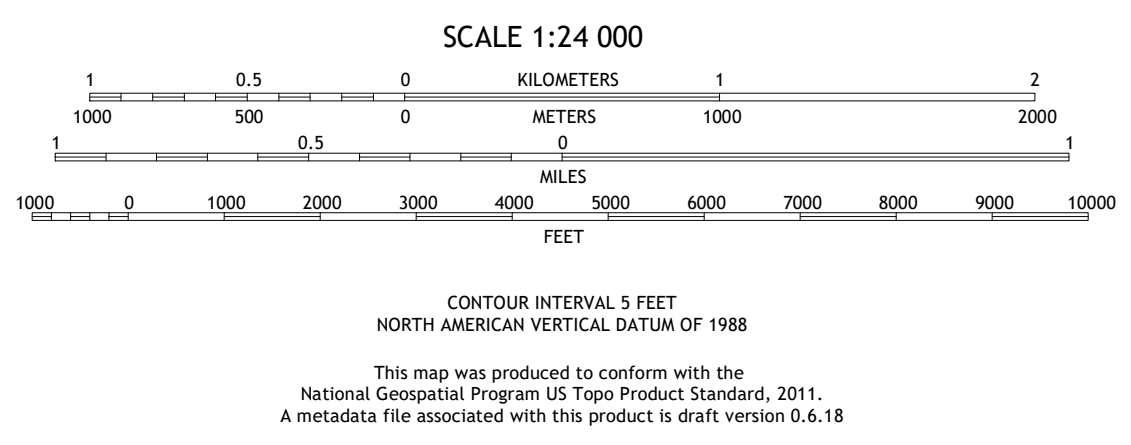 SCALE 1:24 000
1 0.5 0 KILOMETERS 1 2
1000 500 0 METERS 1000 2000
1 0.5 0 1
MILES
1000 0 1000 2000 3000 4000 5000 6000 7000 8000 9000 10000
FEET
CONTOUR INTERVAL 5 FEET
NORTH AMERICAN VERTICAL DATUM OF 1988
This map was produced to conform with the
National Geospatial Program US Topo Product Standard, 2011.
A metadata file associated with this product is draft version 0.6.18